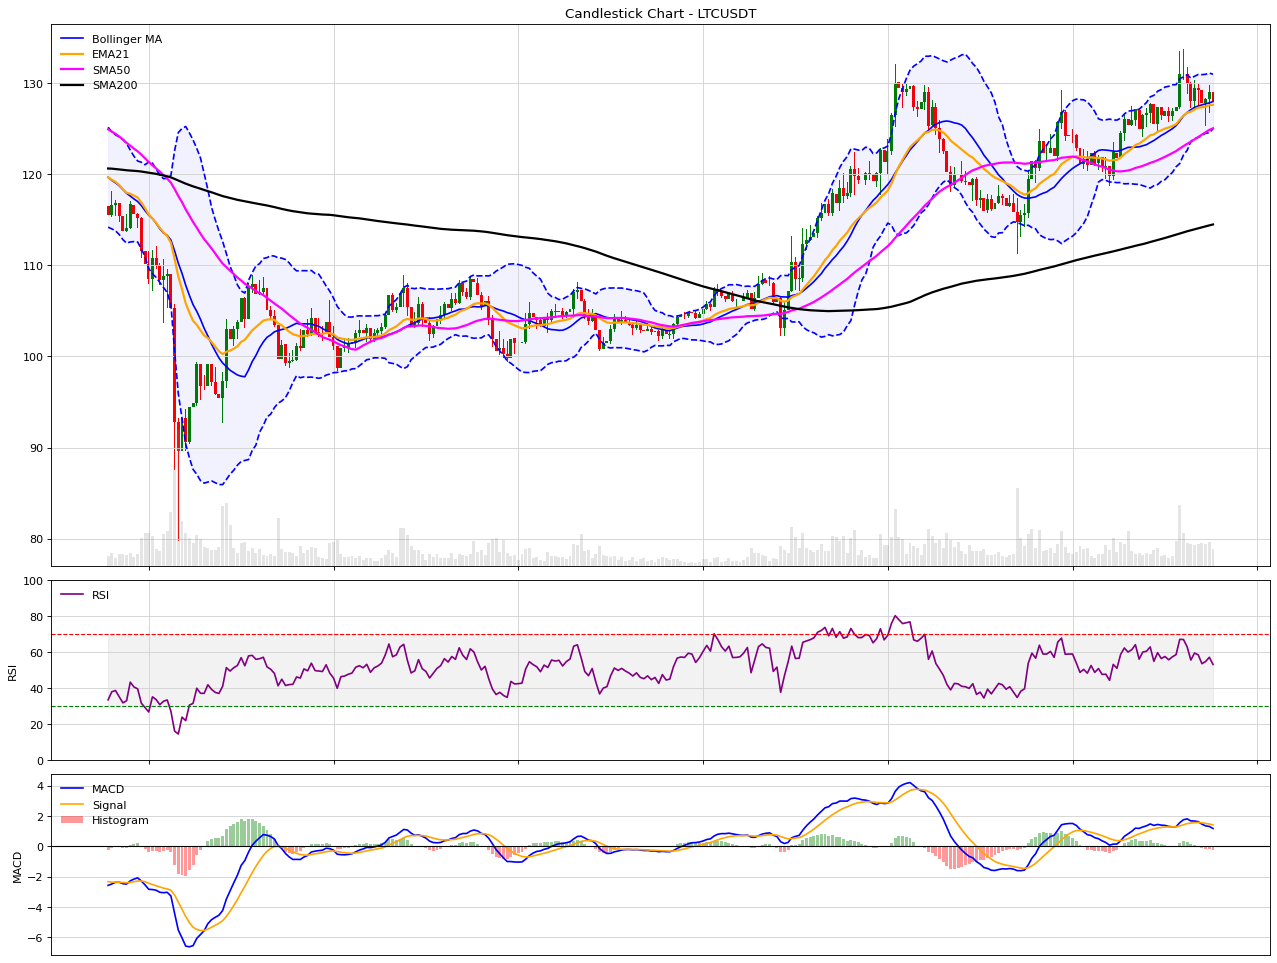 Candlestick Chart - LTCUSDT
Bollinger MA
EMA21
SMA50
SMA200
130
120
110
100
90
80
RSI
100
80
60
40
20
0
RSI
MACD
Signal
Histogram
4
2
0
−2
−4
−6
MACD